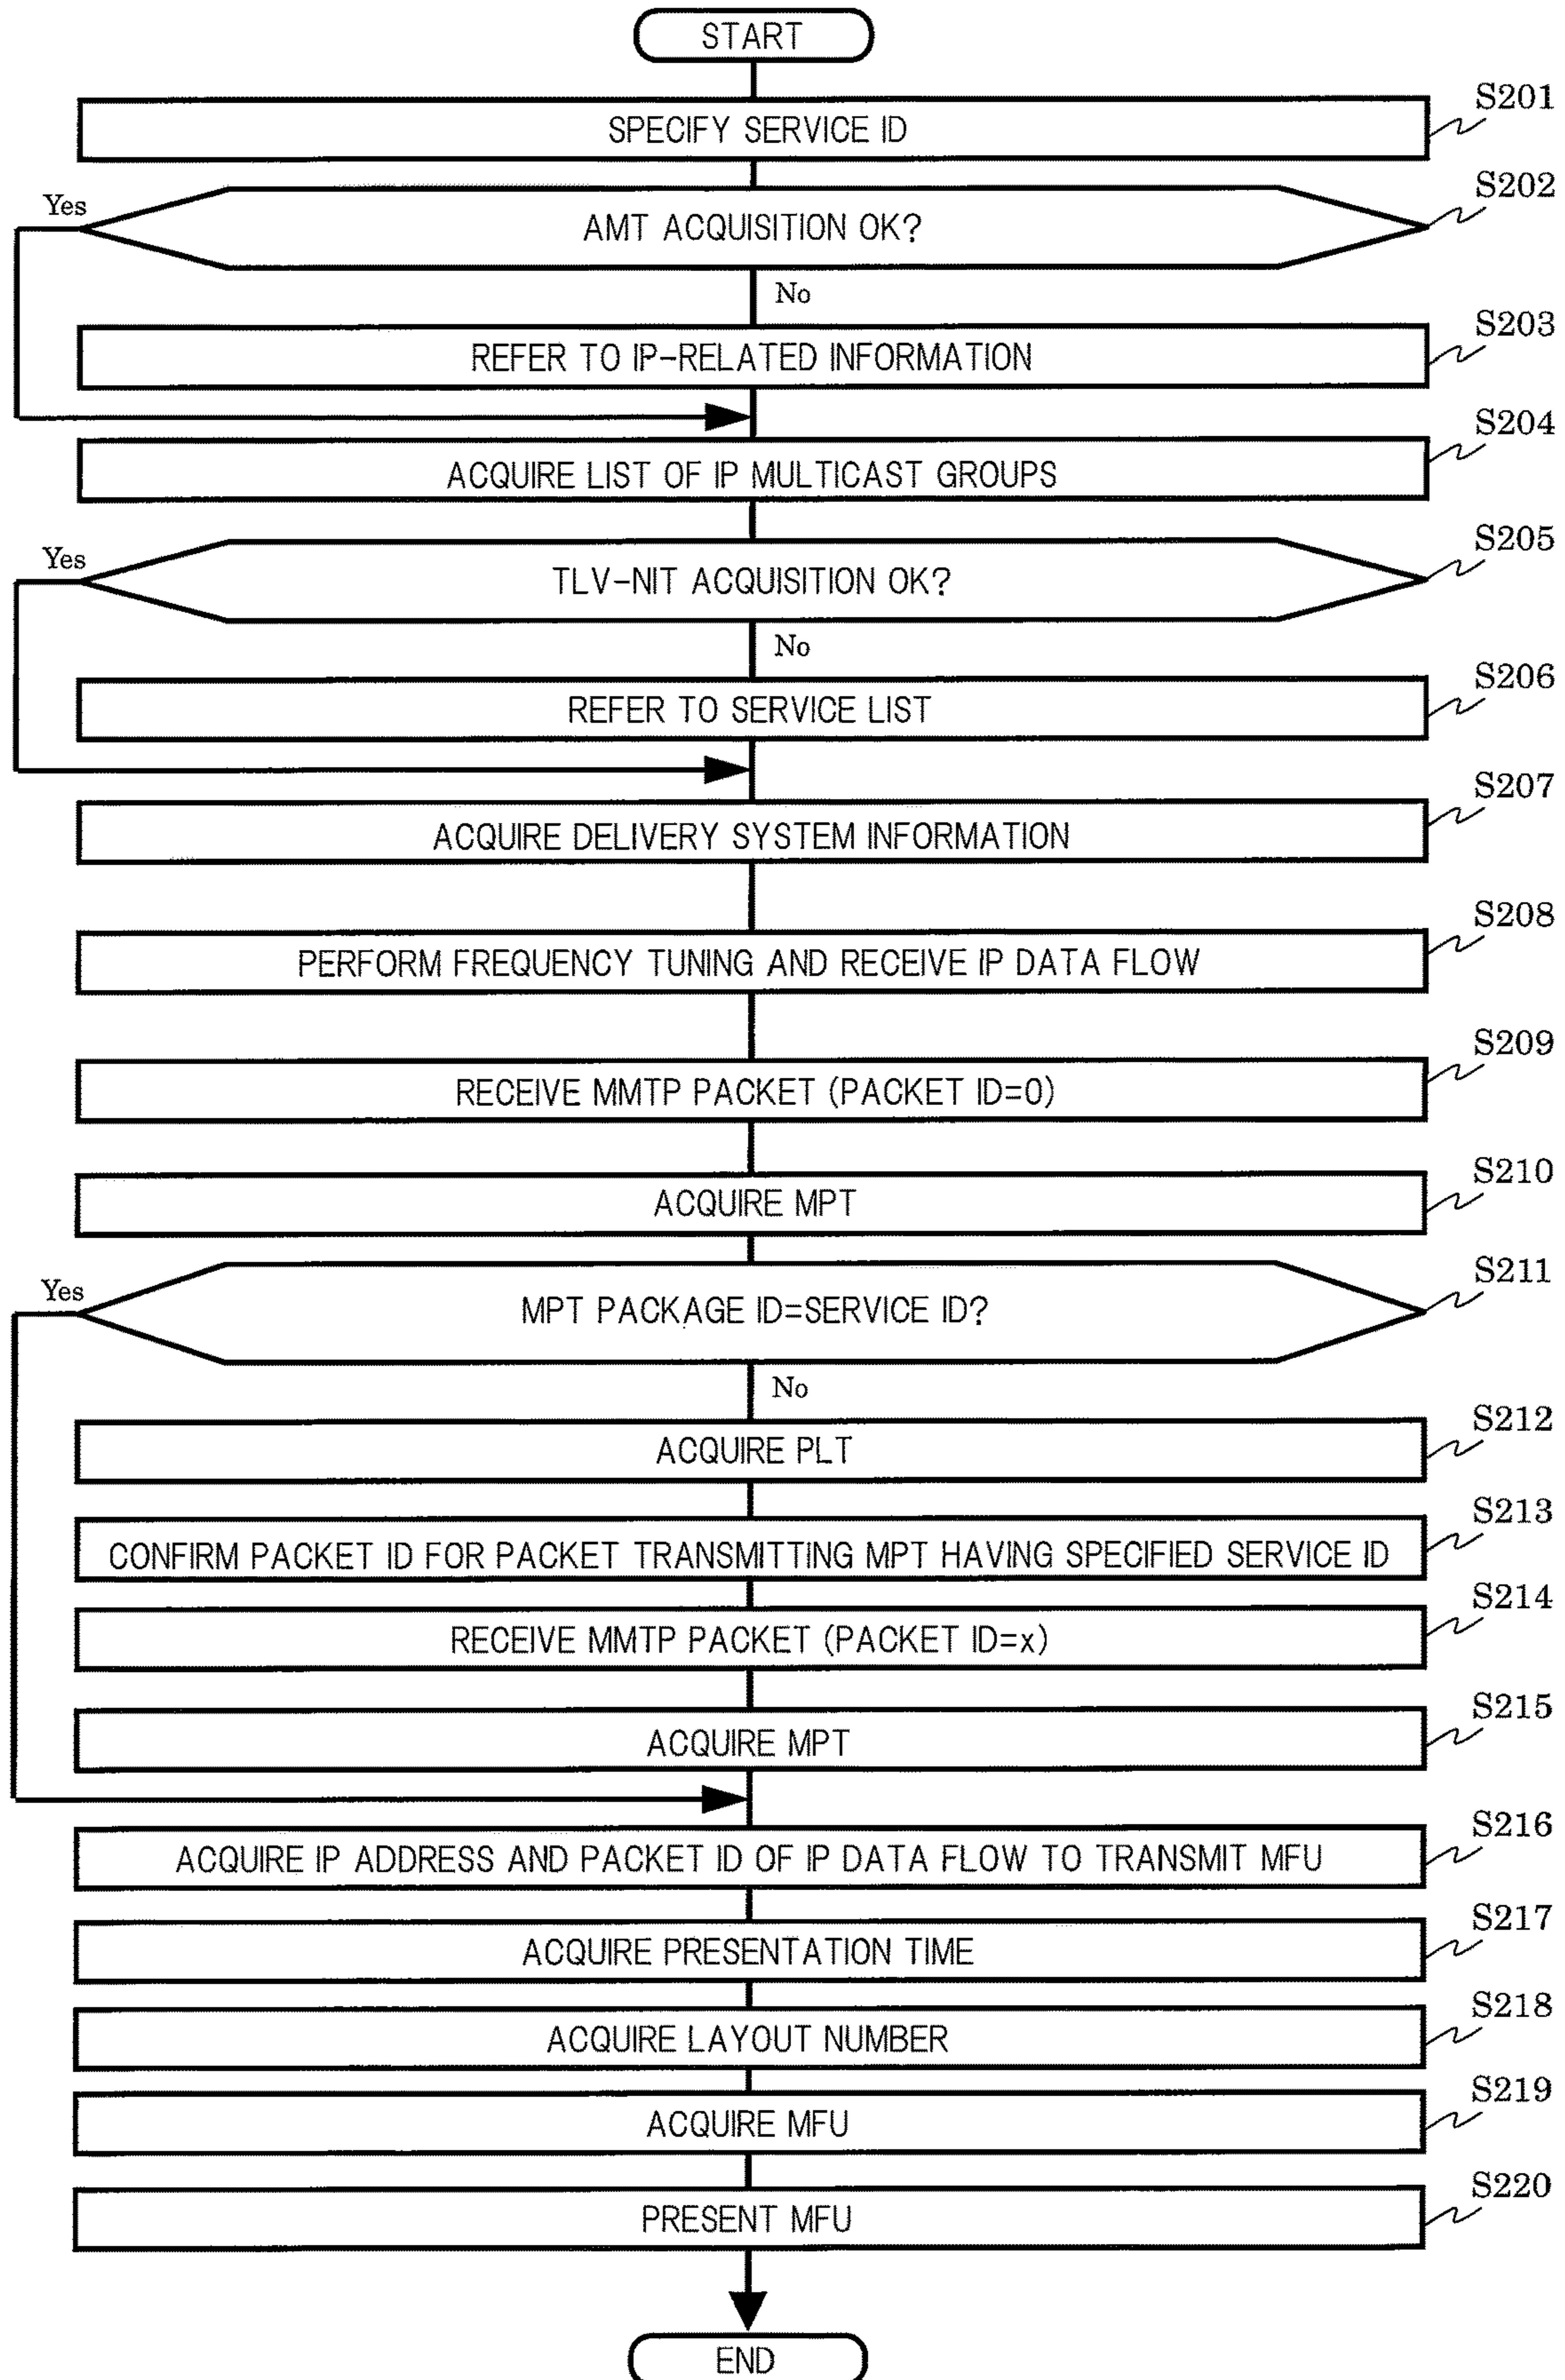 START
SPECIFY SERVICE ID
S201
AMT ACQUISITION OK?
S202
Yes
No
REFER TO IP-RELATED INFORMATION
S203
ACQUIRE LIST OF IP MULTICAST GROUPS
S204
TLV-NIT ACQUISITION OK?
S205
Yes
No
REFER TO SERVICE LIST
S206
ACQUIRE DELIVERY SYSTEM INFORMATION
S207
PERFORM FREQUENCY TUNING AND RECEIVE IP DATA FLOW
S208
RECEIVE MMTP PACKET (PACKET ID=0)
S209
ACQUIRE MPT
S210
MPT PACKAGE ID=SERVICE ID?
S211
Yes
No
ACQUIRE PLT
S212
CONFIRM PACKET ID FOR PACKET TRANSMITTING MPT HAVING SPECIFIED SERVICE ID
S213
RECEIVE MMTP PACKET (PACKET ID=x)
S214
ACQUIRE MPT
S215
ACQUIRE IP ADDRESS AND PACKET ID OF IP DATA FLOW TO TRANSMIT MFU
S216
ACQUIRE PRESENTATION TIME
S217
ACQUIRE LAYOUT NUMBER
S218
ACQUIRE MFU
S219
PRESENT MFU
S220
END